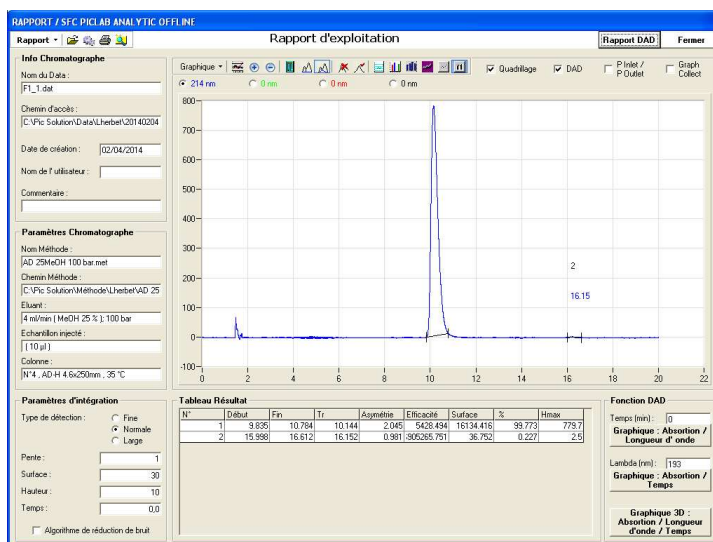 RAPPORT / SFC PICLAB ANALYTIC OFFLINE
Rapport
Rapport d'exploitation
Rapport DAD
Fermer
Info Chromatographe
Nom du Data :
F1_1.dat
Chemin d'accès :
C:\Pic Solution\Data\Lherbet\20140204
Date de création :
02/04/2014
Nom de l' utilisateur :
Commentaire :
Paramètres Chromatographe
Nom Méthode :
AD 25MeOH 100 bar.met
Chemin Méthode :
C:\Pic Solution\Méthode\Lherbet\AD 25
Eluant :
4 ml/min ( MeOH 25 % ); 100 bar
Echantillon injecté :
( 10 µl )
Colonne :
N°4 , AD-H 4.6x250mm , 35 °C
Graphique
Quadrillage
DAD
P Inlet / P Outlet
Graph Collect
214 nm
0 nm
0 nm
0 nm
800
700
600
500
400
300
200
100
0
-100
0 2 4 6 8 10 12 14 16 18 20 22
2
16.15
Paramètres d'intégration
Type de détection :
Fine
Normale
Large
Pente :
1
Surface :
30
Hauteur :
10
Temps :
0,0
Algorithme de réduction de bruit
Tableau Résultat
N° Début Fin Tr Asymétrie Efficacité Surface % Hmax
1 9.835 10.784 10.144 2.045 5428.494 16134.416 99.773 779.7
2 15.998 16.612 16.152 0.981 -905265.751 36.752 0.227 2.5
Fonction DAD
Temps (min) :
0
Graphique : Absortion /
Longueur d' onde
Lambda (nm) :
193
Graphique : Absortion /
Temps
Graphique 3D :
Absortion / Longueur
d'onde / Temps